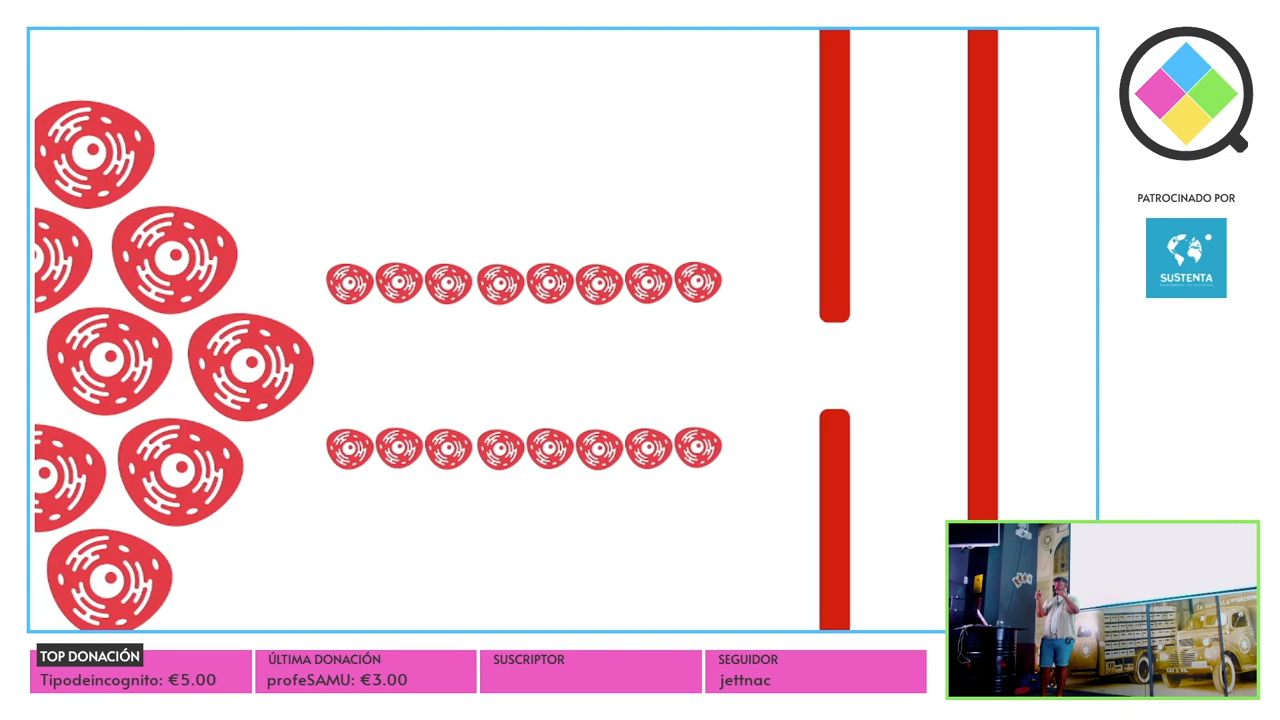 PATROCINADO POR
SUSTENTA
TOP DONACIÓN
Tipodeincognito: €5.00
ÚLTIMA DONACIÓN
profeSAMU: €3.00
SUSCRIPTOR
SEGUIDOR
jettnac